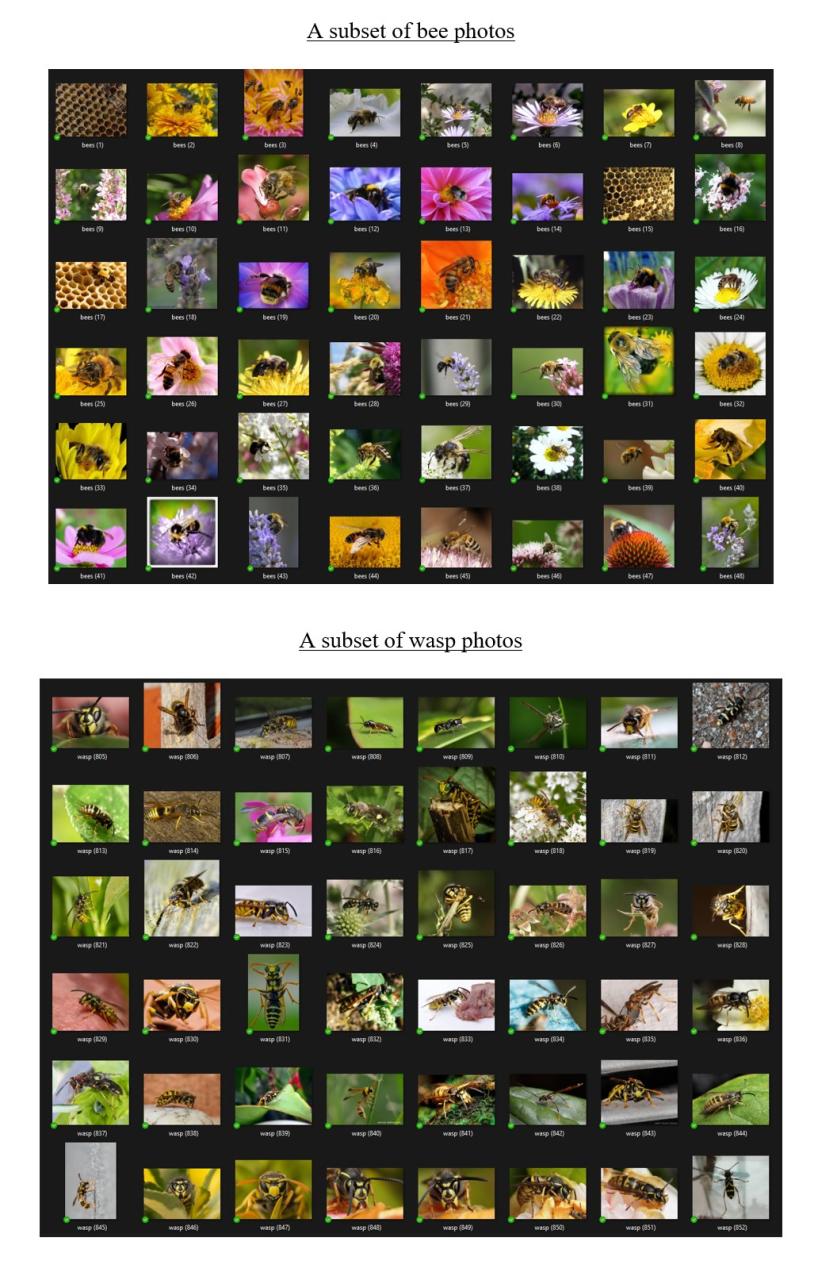 A subset of bee photos
bees (1) bees (2) bees (3) bees (4) bees (5) bees (6) bees (7) bees (8)
bees (9) bees (10) bees (11) bees (12) bees (13) bees (14) bees (15) bees (16)
bees (17) bees (18) bees (19) bees (20) bees (21) bees (22) bees (23) bees (24)
bees (25) bees (26) bees (27) bees (28) bees (29) bees (30) bees (31) bees (32)
bees (33) bees (34) bees (35) bees (36) bees (37) bees (38) bees (39) bees (40)
bees (41) bees (42) bees (43) bees (44) bees (45) bees (46) bees (47) bees (48)
A subset of wasp photos
wasp (805) wasp (806) wasp (807) wasp (808) wasp (809) wasp (810) wasp (811) wasp (812)
wasp (813) wasp (814) wasp (815) wasp (816) wasp (817) wasp (818) wasp (819) wasp (820)
wasp (821) wasp (822) wasp (823) wasp (824) wasp (825) wasp (826) wasp (827) wasp (828)
wasp (829) wasp (830) wasp (831) wasp (832) wasp (833) wasp (834) wasp (835) wasp (836)
wasp (837) wasp (838) wasp (839) wasp (840) wasp (841) wasp (842) wasp (843) wasp (844)
wasp (845) wasp (846) wasp (847) wasp (848) wasp (849) wasp (850) wasp (851) wasp (852)